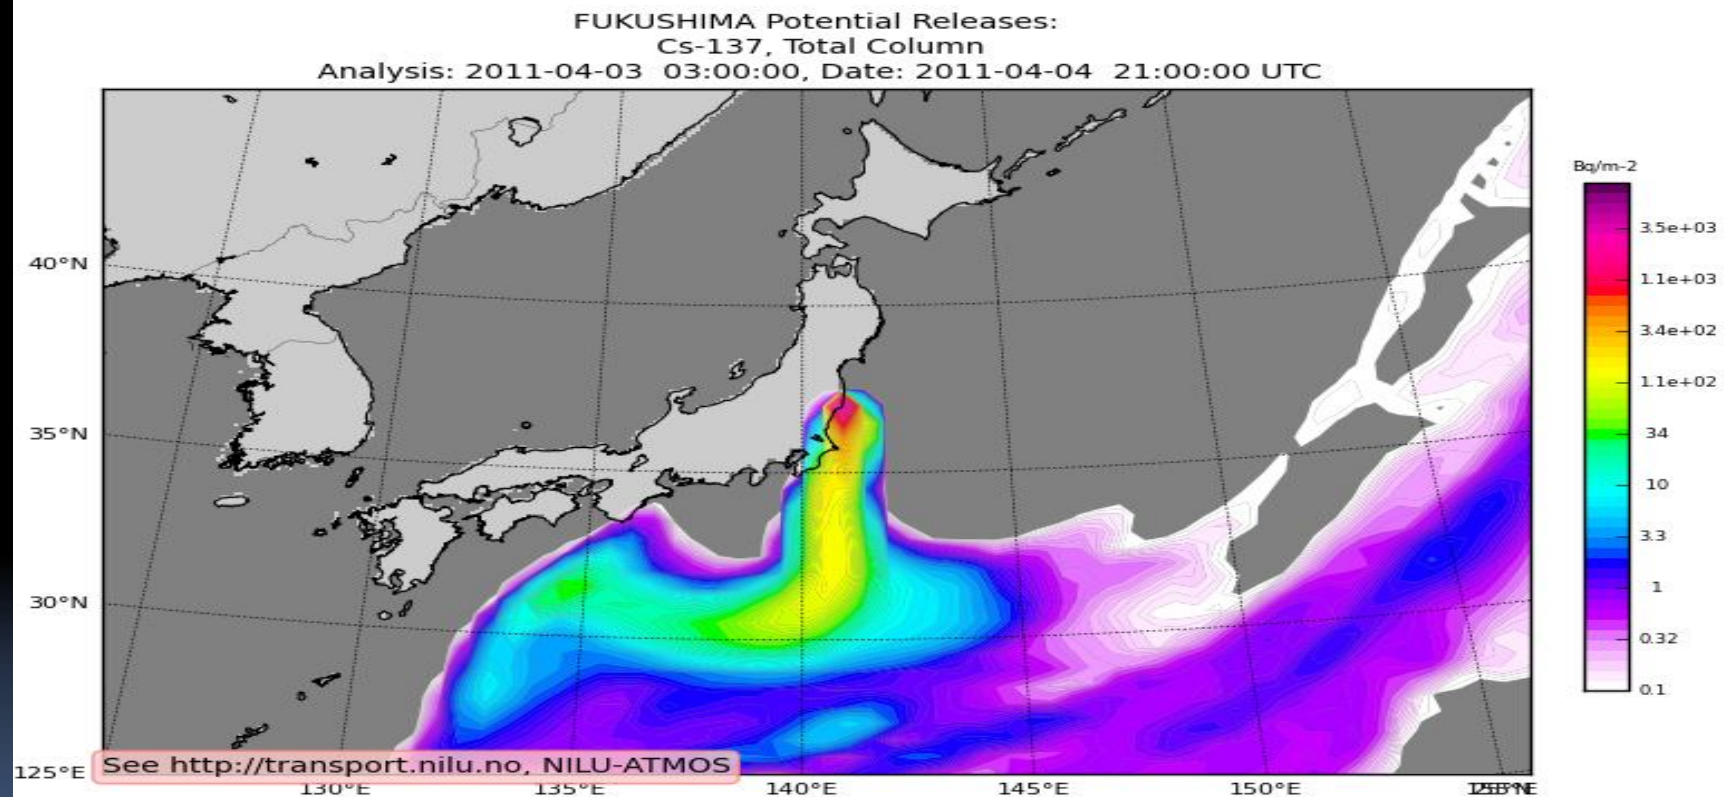 FUKUSHIMA Potential Releases:
Cs-137, Total Column
Analysis: 2011-04-03  03:00:00, Date: 2011-04-04  21:00:00 UTC
Bq/m-2
3.5e+03
1.1e+03
3.4e+02
1.1e+02
34
10
3.3
1
0.32
0.1
40°N
35°N
30°N
125°E
See http://transport.nilu.no, NILU-ATMOS
130°E
135°E
140°E
145°E
150°E